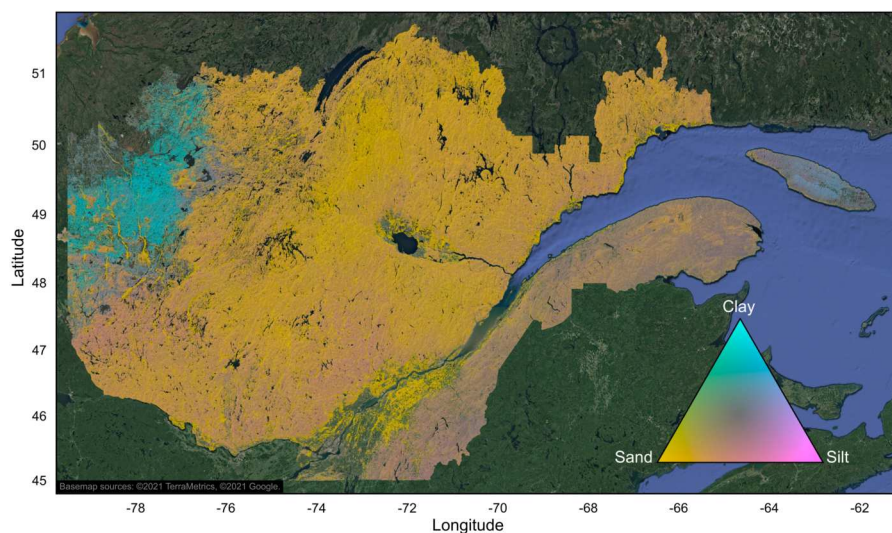 Latitude
51
50
49
48
47
46
45
Clay
Sand
Silt
Basemap sources: ©2021 TerraMetrics, ©2021 Google.
-78
-76
-74
-72
-70
-68
-66
-64
-62
Longitude